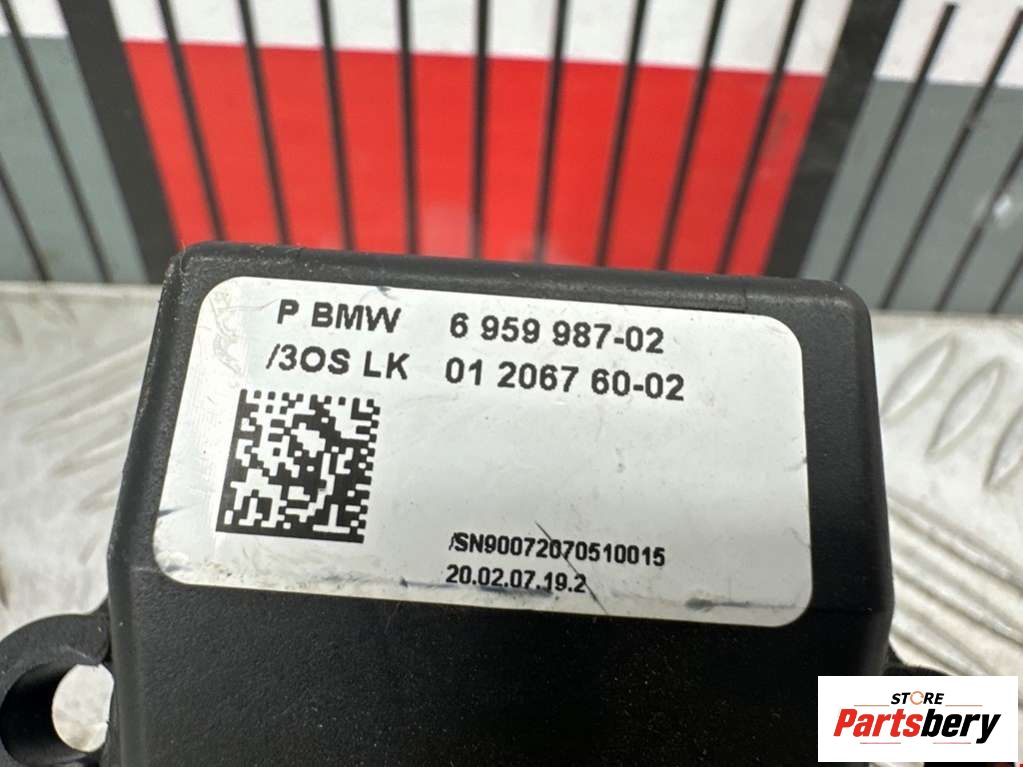 P BMW 6 959 987-02
/3OS LK 01 2067 60-02
/SN90072070510015
20.02.07.19.2
STORE
Partsbery